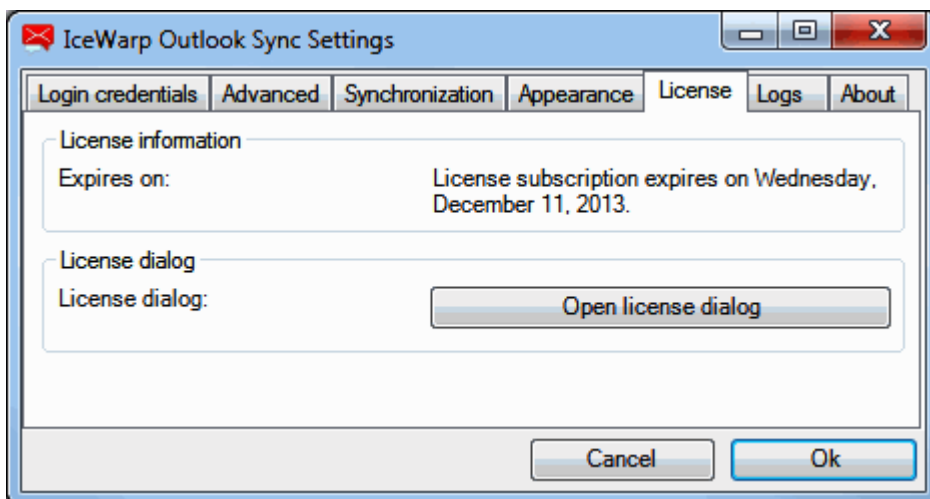 IceWarp Outlook Sync Settings
Login credentials Advanced Synchronization Appearance License Logs About
License information
Expires on: License subscription expires on Wednesday,
December 11, 2013.
License dialog
License dialog: Open license dialog
Cancel Ok